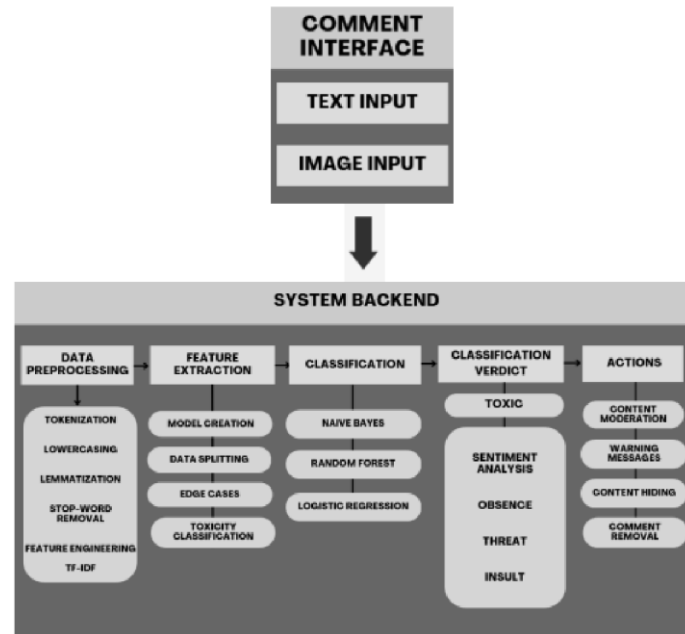 COMMENT
INTERFACE
TEXT INPUT
IMAGE INPUT
SYSTEM BACKEND
DATA
PREPROCESSING
TOKENIZATION
LOWERCASING
LEMMATIZATION
STOP-WORD
REMOVAL
FEATURE ENGINEERING
TF-IDF
FEATURE
EXTRACTION
MODEL CREATION
DATA SPLITTING
EDGE CASES
TOXICITY
CLASSIFICATION
CLASSIFICATION
NAIVE BAYES
RANDOM FOREST
LOGISTIC REGRESSION
CLASSIFICATION
VERDICT
TOXIC
SENTIMENT
ANALYSIS
OBSENCE
THREAT
INSULT
ACTIONS
CONTENT
MODERATION
WARNING
MESSAGES
CONTENT HIDING
COMMENT
REMOVAL